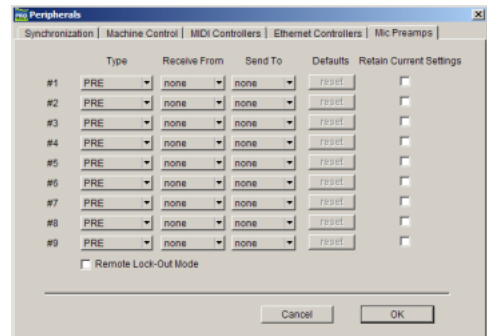 PRO Peripherals
Synchronization | Machine Control | MIDI Controllers | Ethernet Controllers | Mic Preamps
Type Receive From Send To Defaults Retain Current Settings
#1 PRE none none reset
#2 PRE none none reset
#3 PRE none none reset
#4 PRE none none reset
#5 PRE none none reset
#6 PRE none none reset
#7 PRE none none reset
#8 PRE none none reset
#9 PRE none none reset
Remote Lock-Out Mode
Cancel OK